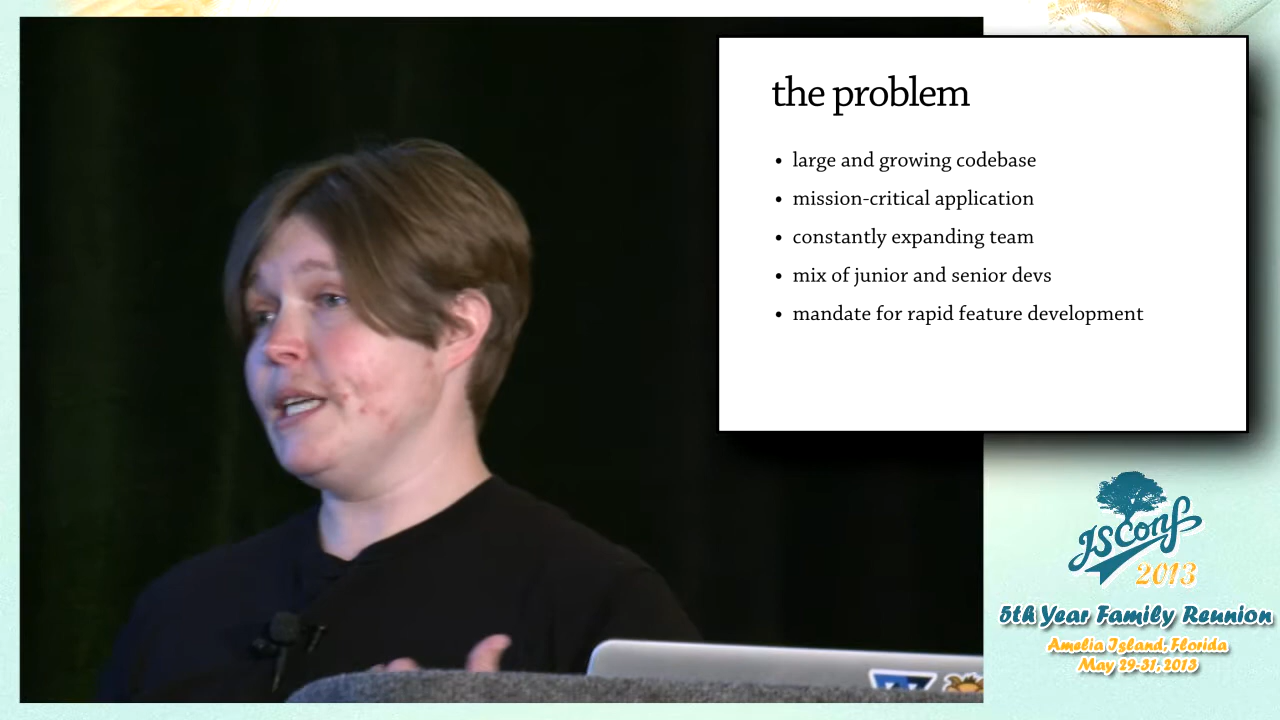 the problem
• large and growing codebase
• mission-critical application
• constantly expanding team
• mix of junior and senior devs
• mandate for rapid feature development
JSConf
2013
5th Year Family Reunion
Amelia Island, Florida
May 29-31, 2013